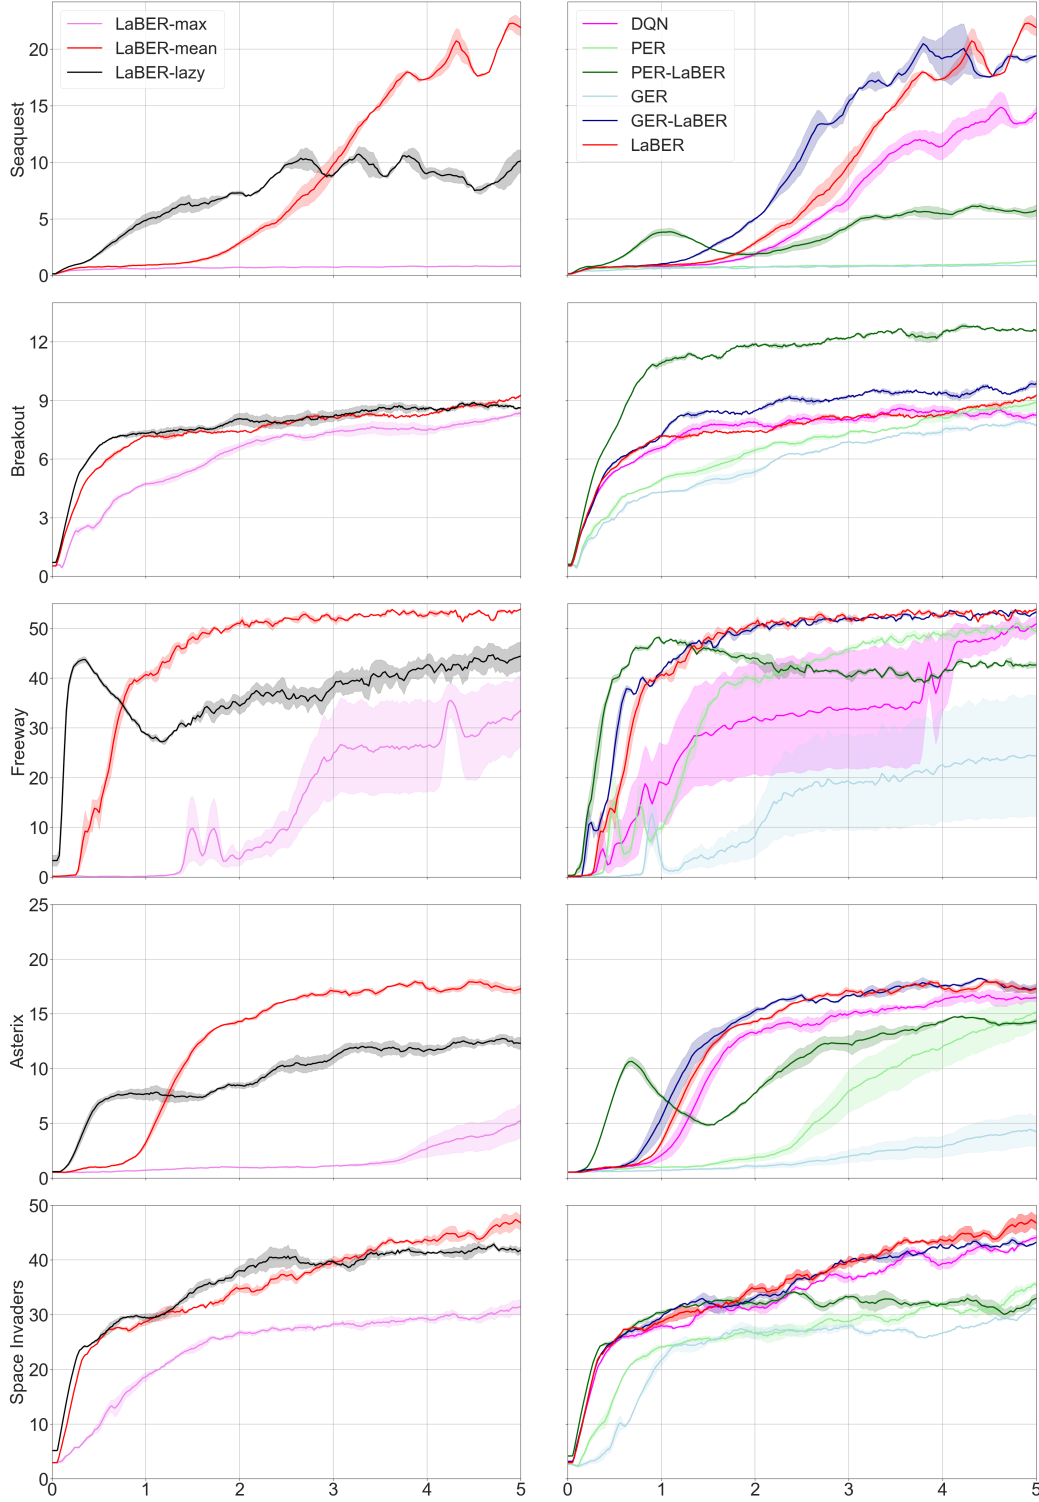 LaBER-max
LaBER-mean
LaBER-lazy
DQN
PER
PER-LaBER
GER
GER-LaBER
LaBER
Seaquest
20
15
10
5
0
Breakout
12
9
6
3
0
Freeway
50
40
30
20
10
0
Asterix
25
20
15
10
5
0
Space Invaders
50
40
30
20
10
0
0 1 2 3 4 5
0 1 2 3 4 5